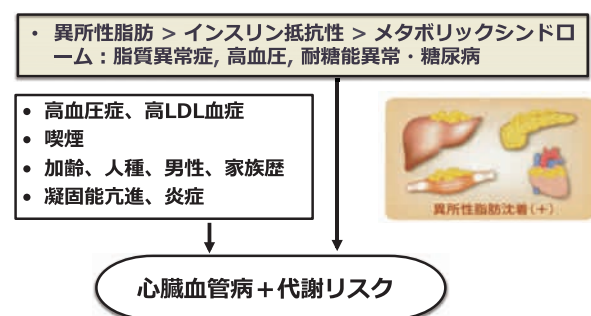 • 異所性脂肪 > インスリン抵抗性 > メタボリックシンドロ
ーム：脂質異常症, 高血圧, 耐糖能異常・糖尿病
• 高血圧症、高LDL血症
• 喫煙
• 加齢、人種、男性、家族歴
• 凝固能亢進、炎症
異所性脂肪沈着(＋)
心臓血管病＋代謝リスク